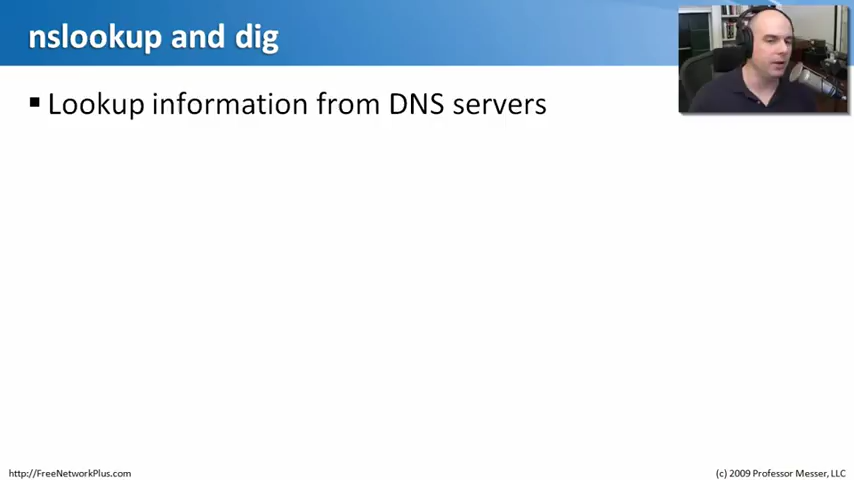 nslookup and dig
▪ Lookup information from DNS servers
http://FreeNetworkPlus.com
(c) 2009 Professor Messer, LLC